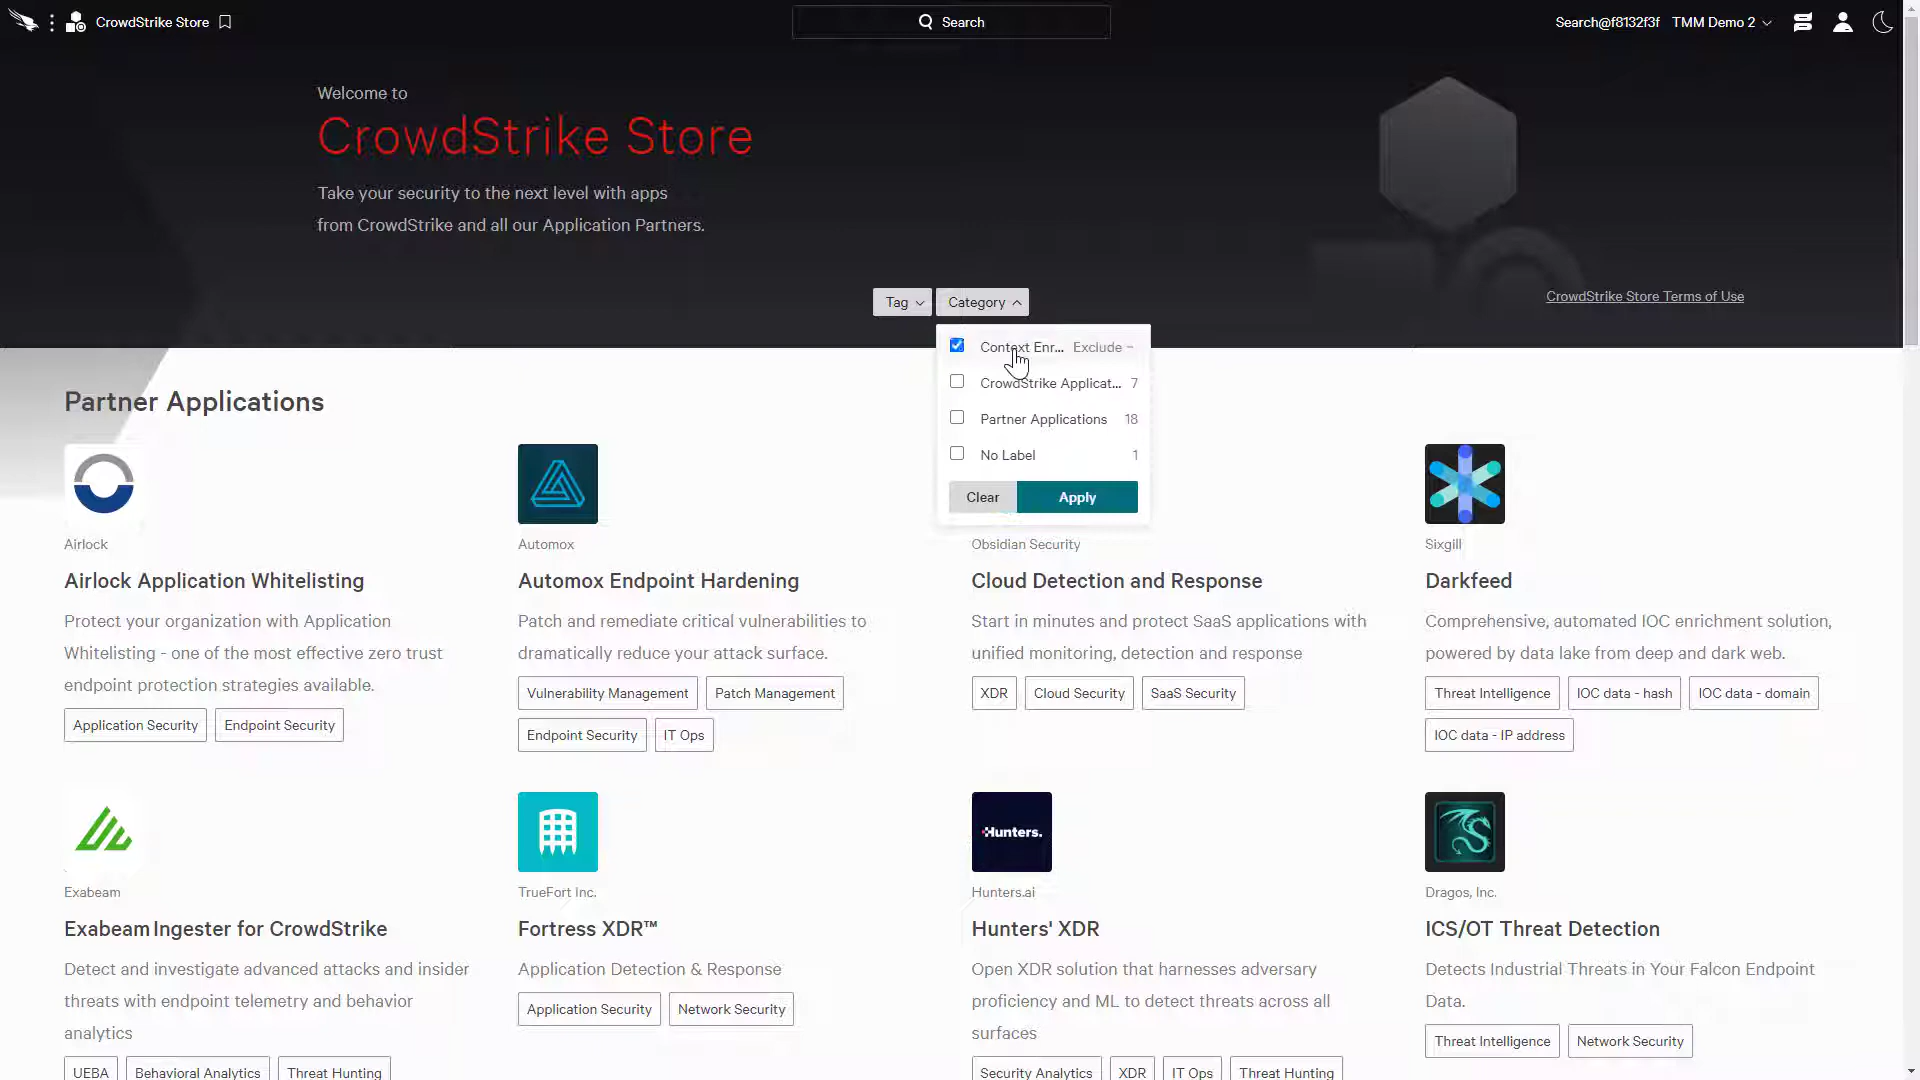 CrowdStrike Store
Search
Search@f8132f3f
TMM Demo 2
Welcome to
CrowdStrike Store
Take your security to the next level with apps
from CrowdStrike and all our Application Partners.
Tag
Category
CrowdStrike Store Terms of Use
Context Enr...
Exclude
CrowdStrike Applicat...
7
Partner Applications
18
No Label
1
Clear
Apply
Partner Applications
Airlock
Airlock Application Whitelisting
Protect your organization with Application
Whitelisting - one of the most effective zero trust
endpoint protection strategies available.
Application Security
Endpoint Security
Automox
Automox Endpoint Hardening
Patch and remediate critical vulnerabilities to
dramatically reduce your attack surface.
Vulnerability Management
Patch Management
Endpoint Security
IT Ops
Obsidian Security
Cloud Detection and Response
Start in minutes and protect SaaS applications with
unified monitoring, detection and response
XDR
Cloud Security
SaaS Security
Sixgill
Darkfeed
Comprehensive, automated IOC enrichment solution,
powered by data lake from deep and dark web.
Threat Intelligence
IOC data - hash
IOC data - domain
IOC data - IP address
Exabeam
Exabeam Ingester for CrowdStrike
Detect and investigate advanced attacks and insider
threats with endpoint telemetry and behavior
analytics
UEBA
Behavioral Analytics
Threat Hunting
TrueFort Inc.
Fortress XDR™
Application Detection & Response
Application Security
Network Security
Hunters.
Hunters.ai
Hunters' XDR
Open XDR solution that harnesses adversary
proficiency and ML to detect threats across all
surfaces
Security Analytics
XDR
IT Ops
Threat Hunting
Dragos, Inc.
ICS/OT Threat Detection
Detects Industrial Threats in Your Falcon Endpoint
Data.
Threat Intelligence
Network Security